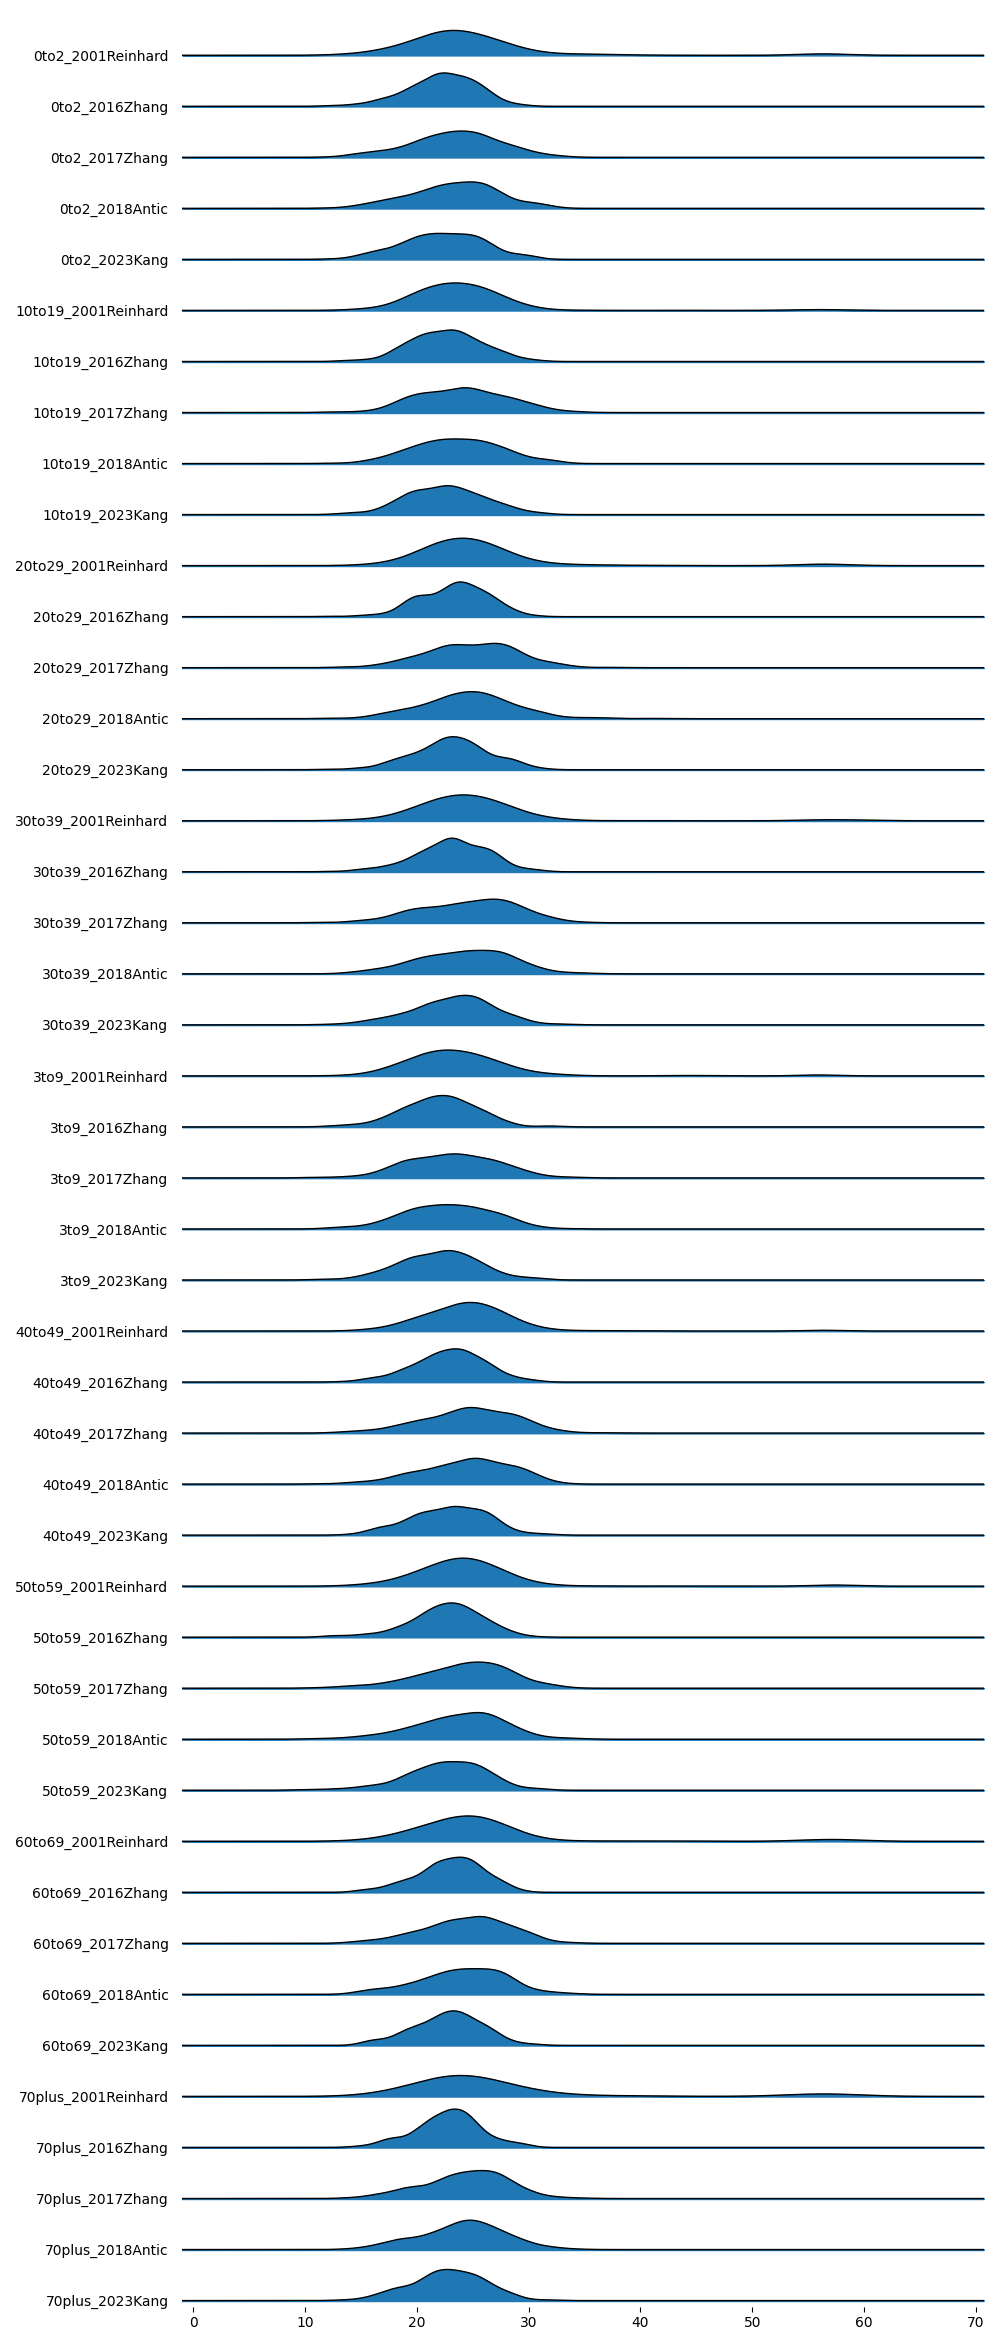 0to2_2001Reinhard
0to2_2016Zhang
0to2_2017Zhang
0to2_2018Antic
0to2_2023Kang
10to19_2001Reinhard
10to19_2016Zhang
10to19_2017Zhang
10to19_2018Antic
10to19_2023Kang
20to29_2001Reinhard
20to29_2016Zhang
20to29_2017Zhang
20to29_2018Antic
20to29_2023Kang
30to39_2001Reinhard
30to39_2016Zhang
30to39_2017Zhang
30to39_2018Antic
30to39_2023Kang
3to9_2001Reinhard
3to9_2016Zhang
3to9_2017Zhang
3to9_2018Antic
3to9_2023Kang
40to49_2001Reinhard
40to49_2016Zhang
40to49_2017Zhang
40to49_2018Antic
40to49_2023Kang
50to59_2001Reinhard
50to59_2016Zhang
50to59_2017Zhang
50to59_2018Antic
50to59_2023Kang
60to69_2001Reinhard
60to69_2016Zhang
60to69_2017Zhang
60to69_2018Antic
60to69_2023Kang
70plus_2001Reinhard
70plus_2016Zhang
70plus_2017Zhang
70plus_2018Antic
70plus_2023Kang
0 10 20 30 40 50 60 70